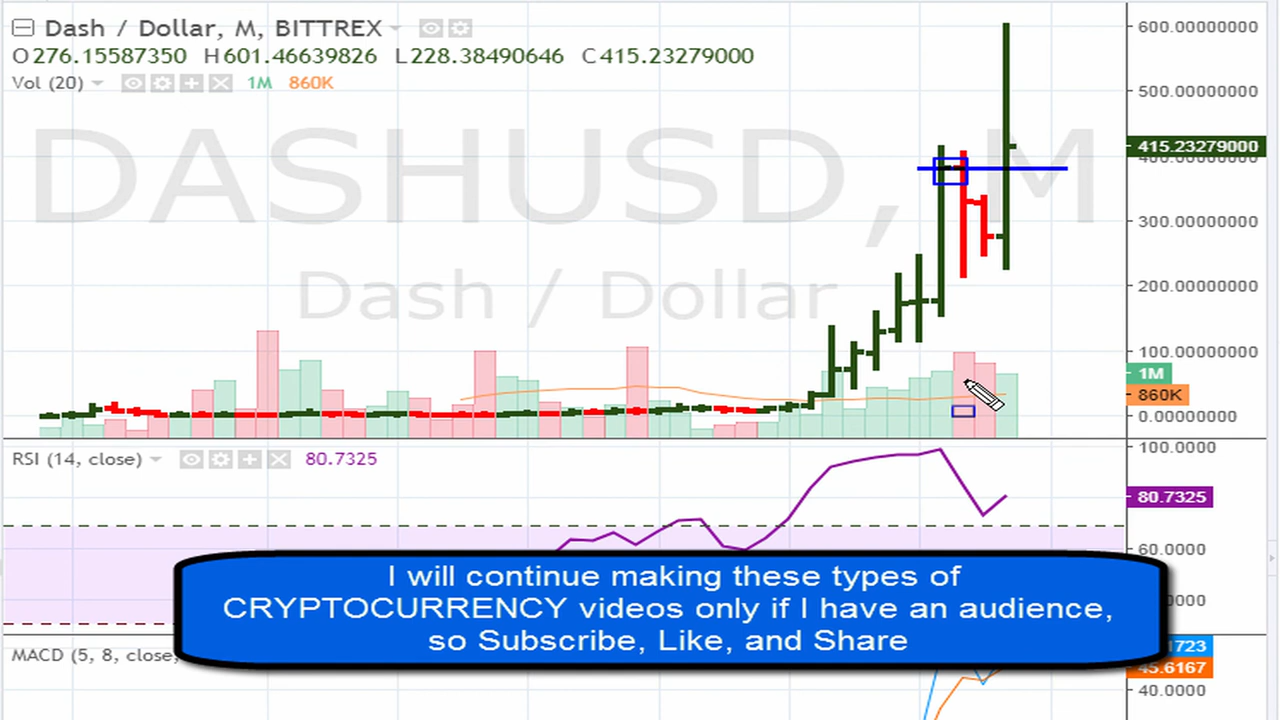 Dash / Dollar, M, BITTREX
O276.15587350 H601.46639826 L228.38490646 C415.23279000
Vol (20) 1M 860K
DASHUSD, M
Dash / Dollar
600.00000000
500.00000000
415.23279000
400.00000000
300.00000000
200.00000000
100.00000000
1M
860K
0.00000000
RSI (14, close) 80.7325
100.0000
80.7325
60.0000
I will continue making these types of
CRYPTOCURRENCY videos only if I have an audience,
so Subscribe, Like, and Share
MACD (5, 8, close,
45.6167
40.0000